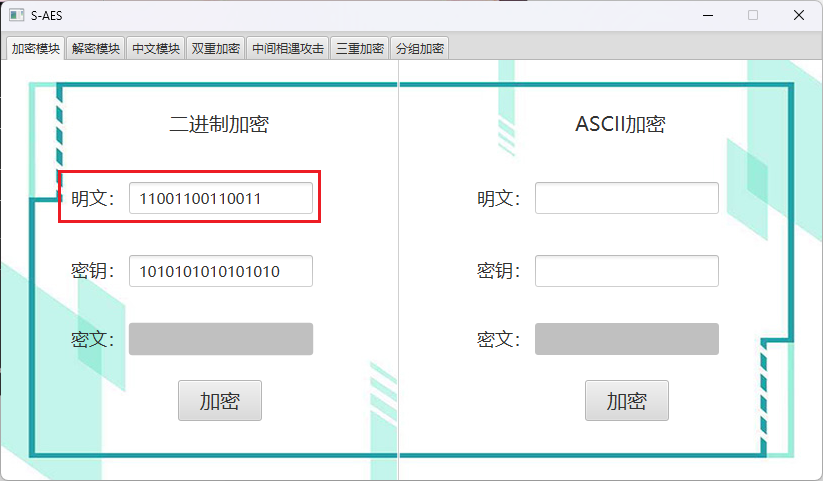 S-AES
加密模块 解密模块 中文模块 双重加密 中间相遇攻击 三重加密 分组加密
二进制加密
明文： 11001100110011
密钥： 1010101010101010
密文：
加密
ASCII加密
明文：
密钥：
密文：
加密